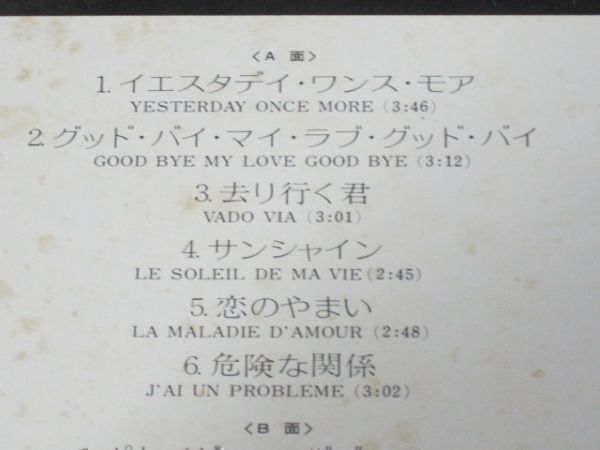 〈A 面〉
1. イエスタデイ・ワンス・モア
YESTERDAY ONCE MORE (3:46)
2. グッド・バイ・マイ・ラブ・グッド・バイ
GOOD BYE MY LOVE GOOD BYE (3:12)
3. 去り行く君
VADO VIA (3:01)
4. サンシャイン
LE SOLEIL DE MA VIE (2:45)
5. 恋のやまい
LA MALADIE D'AMOUR (2:48)
6. 危険な関係
J'AI UN PROBLEME (3:02)
〈B 面〉